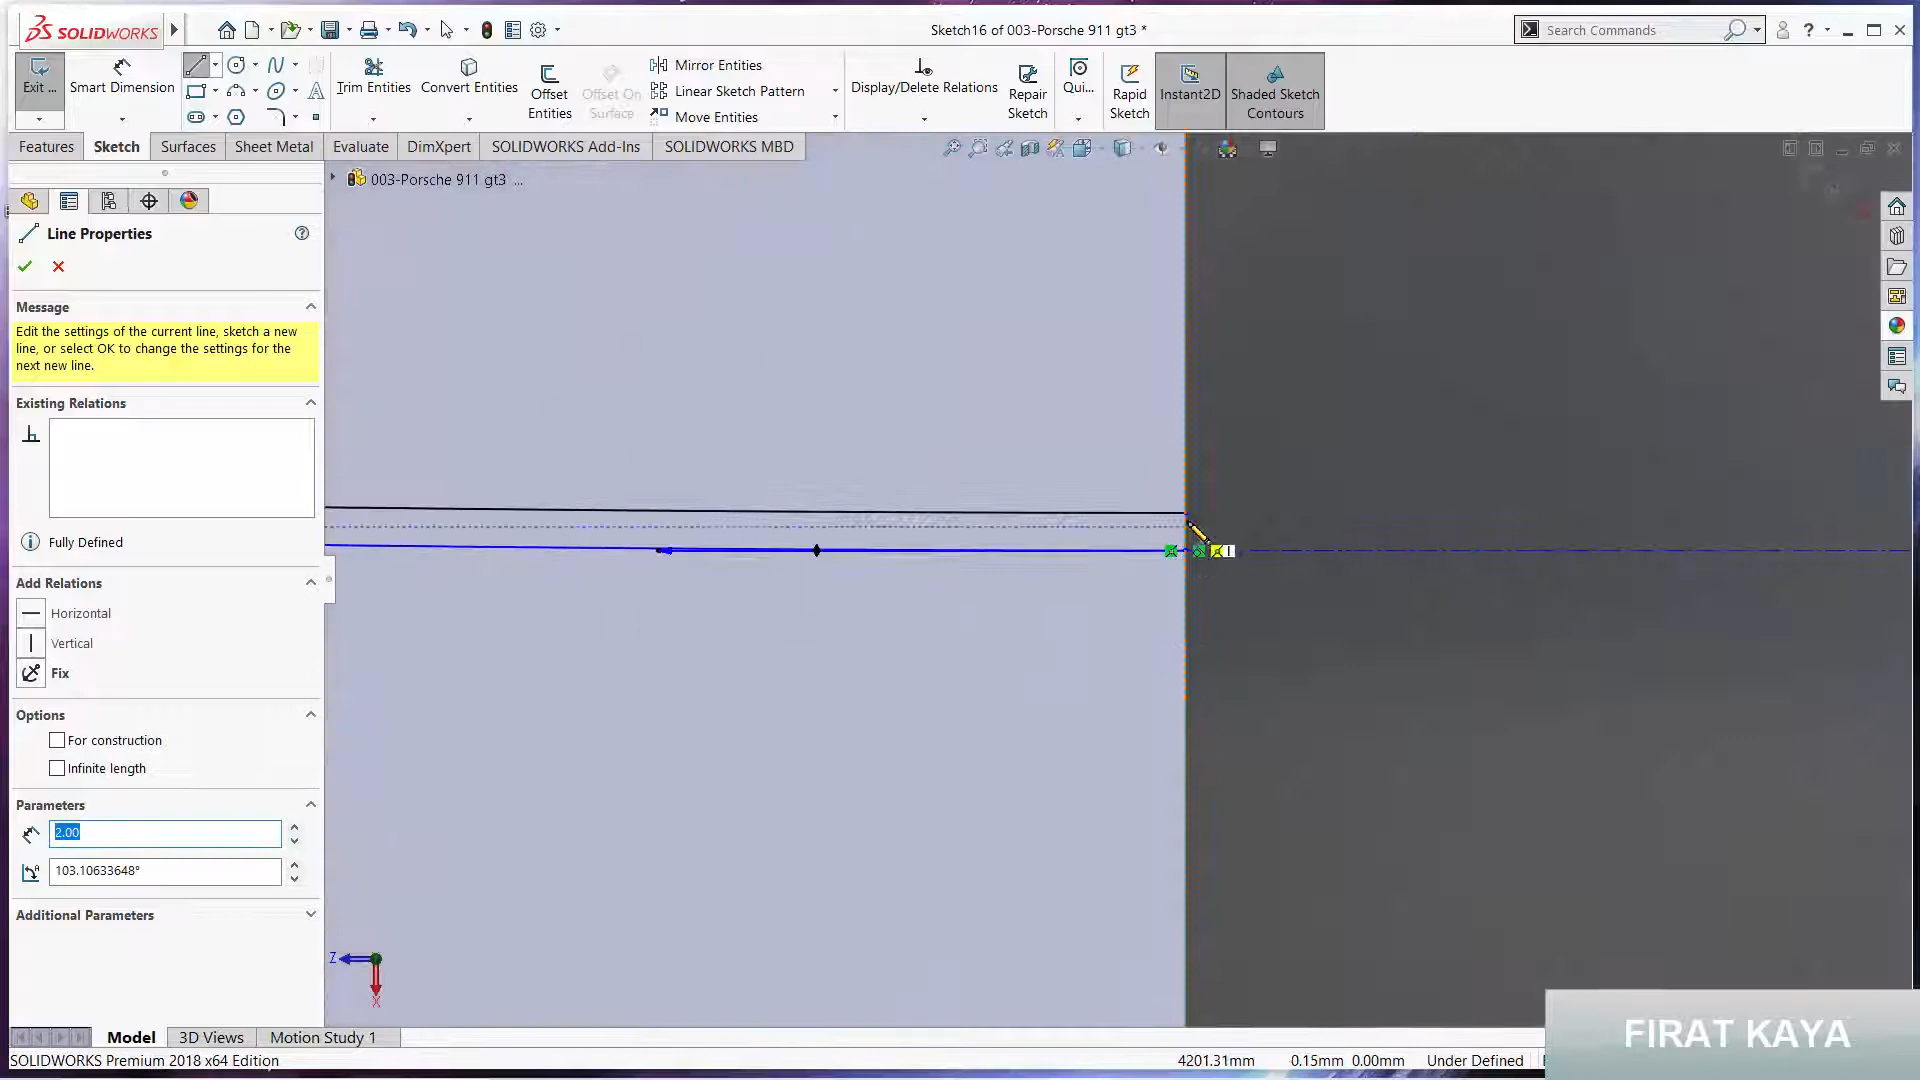 SOLIDWORKS
Sketch16 of 003-Porsche 911 gt3 *
Search Commands
?
Exit ...
Smart Dimension
Trim Entities
Convert Entities
Offset Entities
Offset On Surface
Mirror Entities
Linear Sketch Pattern
Move Entities
Display/Delete Relations
Repair Sketch
Qui...
Rapid Sketch
Instant2D
Shaded Sketch Contours
Features
Sketch
Surfaces
Sheet Metal
Evaluate
DimXpert
SOLIDWORKS Add-Ins
SOLIDWORKS MBD
003-Porsche 911 gt3 ...
Line Properties
?
Message
Edit the settings of the current line, sketch a new
line, or select OK to change the settings for the
next new line.
Existing Relations
Fully Defined
Add Relations
Horizontal
Vertical
Fix
Options
For construction
Infinite length
Parameters
2.00
103.10633648°
Additional Parameters
Z
X
Model
3D Views
Motion Study 1
SOLIDWORKS Premium 2018 x64 Edition
4201.31mm
0.15mm
0.00mm
Under Defined
FIRAT KAYA